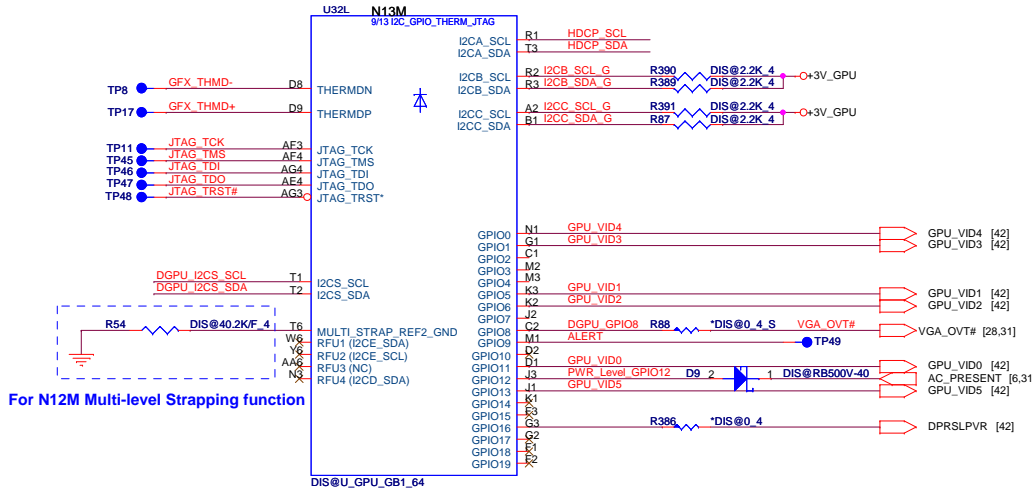 U32L N13M
9/13 I2C_GPIO_THERM_JTAG
I2CA_SCL R1 HDCP_SCL
I2CA_SDA T3 HDCP_SDA
I2CB_SCL R2 I2CB_SCL_G R390 DIS@2.2K_4 +3V_GPU
I2CB_SDA R3 I2CB_SDA_G R389 DIS@2.2K_4
TP8 GFX_THMD- D8 THERMDN
TP17 GFX_THMD+ D9 THERMDP
I2CC_SCL A2 I2CC_SCL_G R391 DIS@2.2K_4 +3V_GPU
I2CC_SDA B1 I2CC_SDA_G R87 DIS@2.2K_4
TP11 JTAG_TCK AF3 JTAG_TCK
TP45 JTAG_TMS AF4 JTAG_TMS
TP46 JTAG_TDI AG4 JTAG_TDI
TP47 JTAG_TDO AE4 JTAG_TDO
TP48 JTAG_TRST# AG3 JTAG_TRST*
GPIO0 N1 GPU_VID4 GPU_VID4 [42]
GPIO1 G1 GPU_VID3 GPU_VID3 [42]
GPIO2 C1
GPIO3 M2
GPIO4 M3
GPIO5 K3 GPU_VID1 GPU_VID1 [42]
GPIO6 K2 GPU_VID2 GPU_VID2 [42]
GPIO7 J2
GPIO8 C2 DGPU_GPIO8 R88 *DIS@0_4_S VGA_OVT# VGA_OVT# [28,31]
GPIO9 M1 ALERT TP49
GPIO10 D2
GPIO11 D1 GPU_VID0 GPU_VID0 [42]
GPIO12 J3 PWR_Level_GPIO12 D9 2 1 DIS@RB500V-40 AC_PRESENT [6,31
GPIO13 J1 GPU_VID5 GPU_VID5 [42]
GPIO14 K1
GPIO15 F3
GPIO16 G3 R386 *DIS@0_4 DPRSLPVR [42]
GPIO17 G2
GPIO18 F1
GPIO19 F2
DGPU_I2CS_SCL T1 I2CS_SCL
DGPU_I2CS_SDA T2 I2CS_SDA
R54 DIS@40.2K/F_4 T6 MULTI_STRAP_REF2_GND
W6 RFU1 (I2CE_SDA)
Y6 RFU2 (I2CE_SCL)
AA6 RFU3 (NC)
N3 RFU4 (I2CD_SDA)
For N12M Multi-level Strapping function
DIS@U_GPU_GB1_64